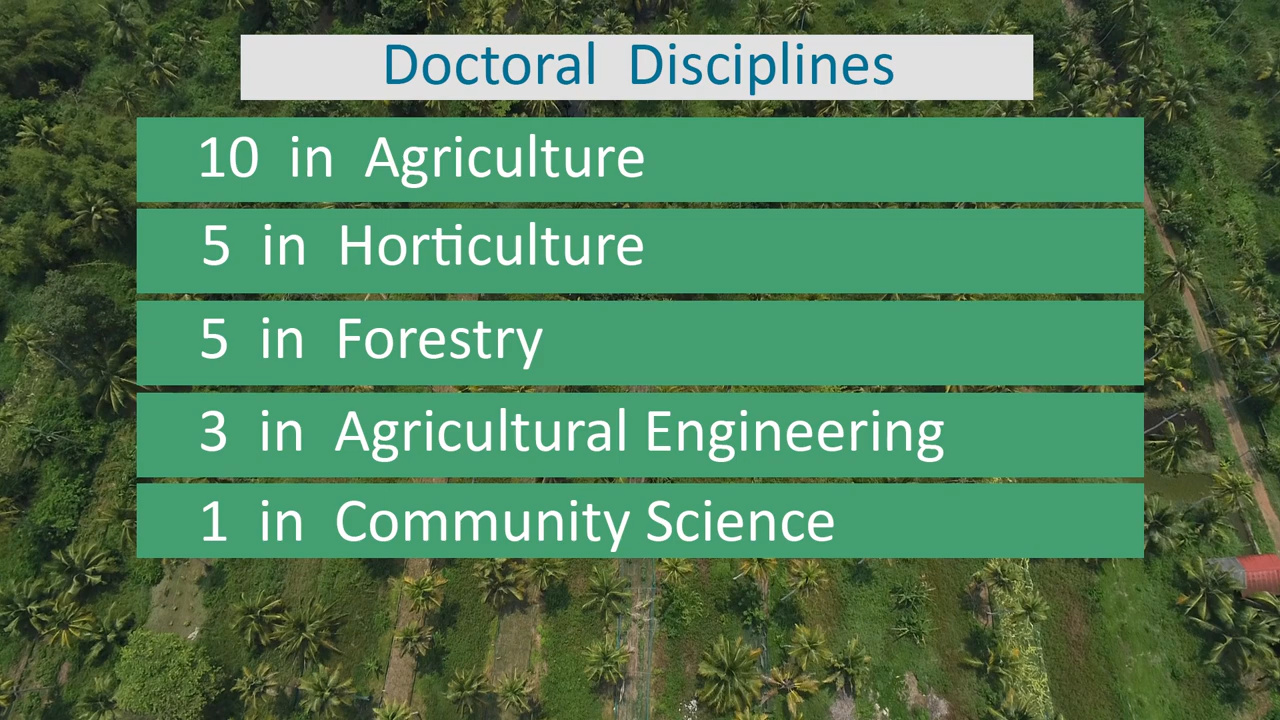 Doctoral Disciplines
10 in Agriculture
5 in Horticulture
5 in Forestry
3 in Agricultural Engineering
1 in Community Science